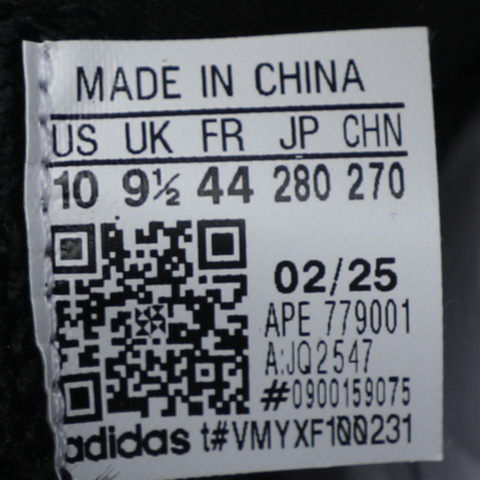 MADE IN CHINA
US UK FR JP CHN
10 9½ 44 280 270
02/25
APE 779001
A:JQ2547
#0900159075
adidas t#VMYXF100231